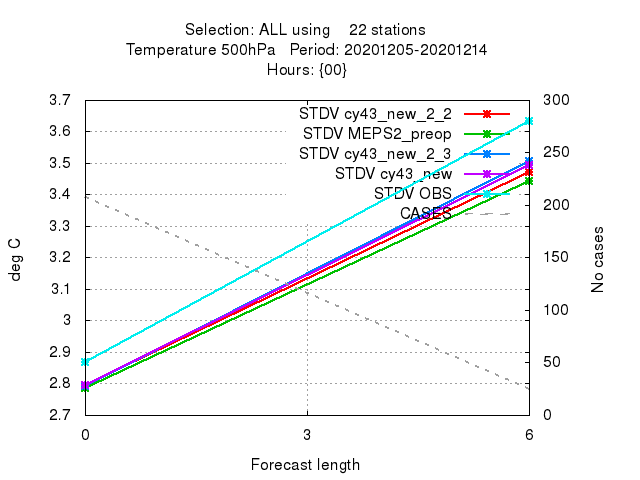 Selection: ALL using    22 stations
Temperature 500hPa   Period: 20201205-20201214
Hours: {00}
3.7
3.6
3.5
3.4
3.3
3.2
3.1
3
2.9
2.8
2.7
deg C
STDV cy43_new_2_2
STDV MEPS2_preop
STDV cy43_new_2_3
STDV cy43_new
STDV OBS
CASES
300
250
200
150
100
50
0
No cases
0 3 6
Forecast length